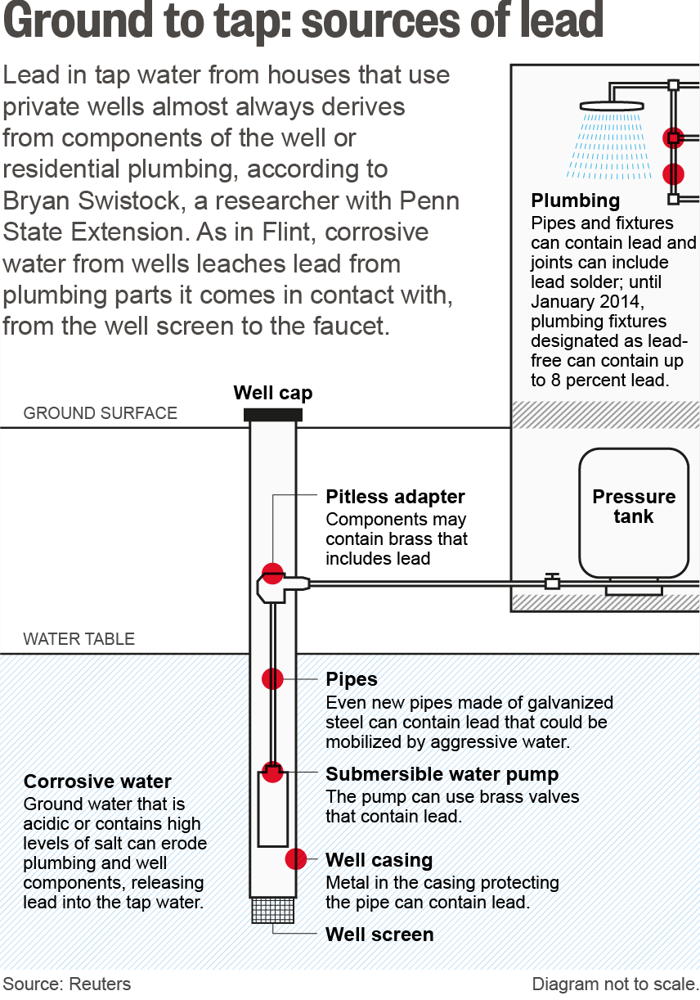 Ground to tap: sources of lead
Lead in tap water from houses that use
private wells almost always derives
from components of the well or
residential plumbing, according to
Bryan Swistock, a researcher with Penn
State Extension. As in Flint, corrosive
water from wells leaches lead from
plumbing parts it comes in contact with,
from the well screen to the faucet.
Plumbing
Pipes and fixtures
can contain lead and
joints can include
lead solder; until
January 2014,
plumbing fixtures
designated as lead-
free can contain up
to 8 percent lead.
Well cap
GROUND SURFACE
Pitless adapter
Components may
contain brass that
includes lead
Pressure
tank
WATER TABLE
Pipes
Even new pipes made of galvanized
steel can contain lead that could be
mobilized by aggressive water.
Submersible water pump
The pump can use brass valves
that contain lead.
Corrosive water
Ground water that is
acidic or contains high
levels of salt can erode
plumbing and well
components, releasing
lead into the tap water.
Well casing
Metal in the casing protecting
the pipe can contain lead.
Well screen
Source: Reuters
Diagram not to scale.